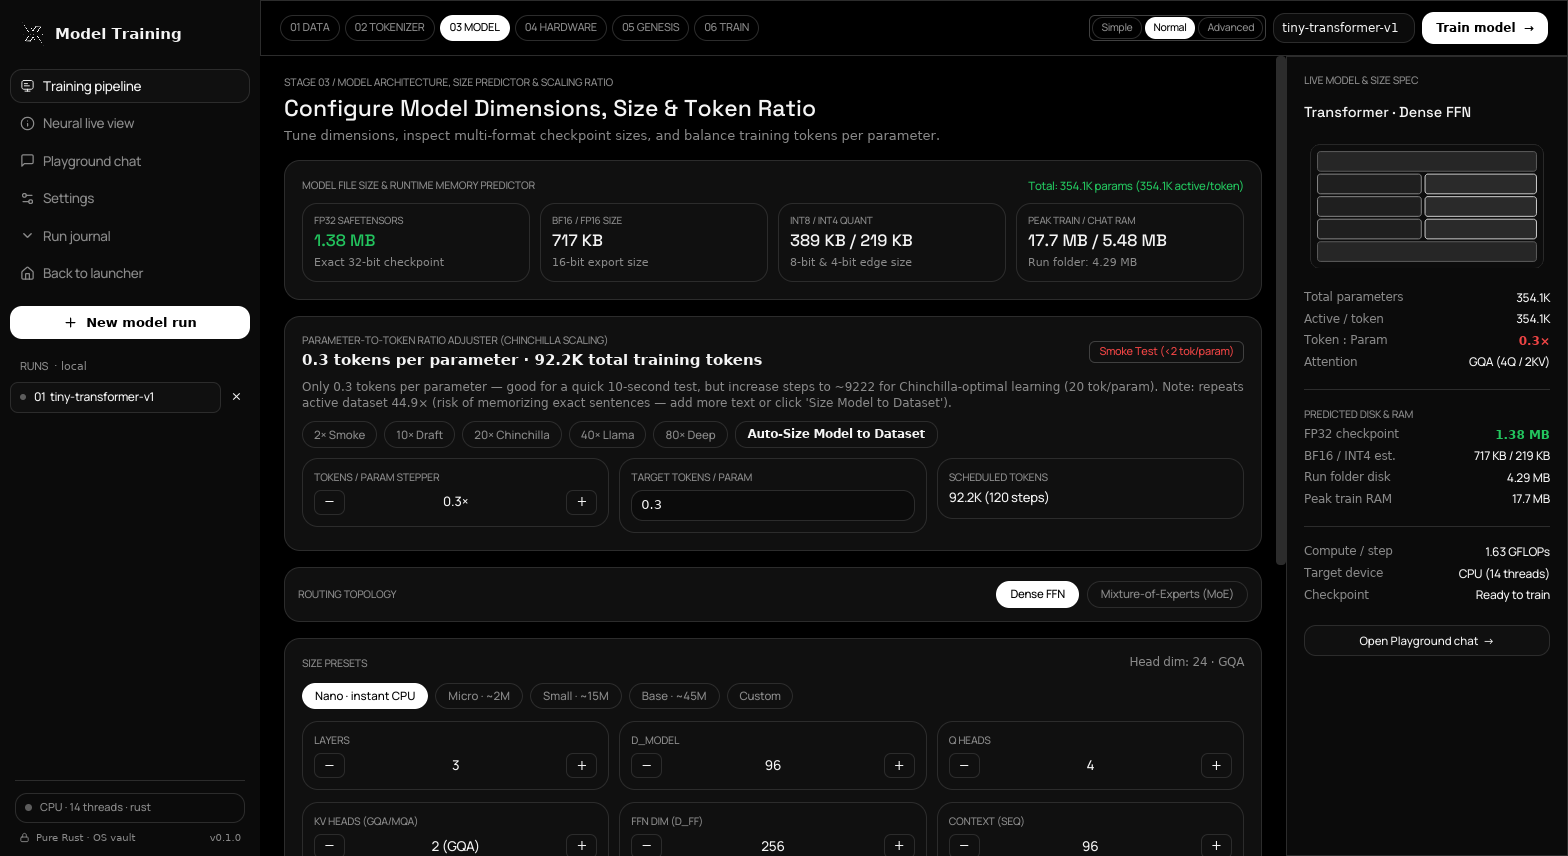 Model Training
Training pipeline
Neural live view
Playground chat
Settings
Run journal
Back to launcher
+ New model run
RUNS · local
01 tiny-transformer-v1 ×
CPU · 14 threads · rust
Pure Rust · OS vault v0.1.0
01 DATA 02 TOKENIZER 03 MODEL 04 HARDWARE 05 GENESIS 06 TRAIN
Simple Normal Advanced tiny-transformer-v1 Train model →
STAGE 03 / MODEL ARCHITECTURE, SIZE PREDICTOR & SCALING RATIO
Configure Model Dimensions, Size & Token Ratio
Tune dimensions, inspect multi-format checkpoint sizes, and balance training tokens per parameter.
MODEL FILE SIZE & RUNTIME MEMORY PREDICTOR Total: 354.1K params (354.1K active/token)
FP32 SAFETENSORS
1.38 MB
Exact 32-bit checkpoint
BF16 / FP16 SIZE
717 KB
16-bit export size
INT8 / INT4 QUANT
389 KB / 219 KB
8-bit & 4-bit edge size
PEAK TRAIN / CHAT RAM
17.7 MB / 5.48 MB
Run folder: 4.29 MB
PARAMETER-TO-TOKEN RATIO ADJUSTER (CHINCHILLA SCALING)
0.3 tokens per parameter · 92.2K total training tokens
Smoke Test (<2 tok/param)
Only 0.3 tokens per parameter — good for a quick 10-second test, but increase steps to ~9222 for Chinchilla-optimal learning (20 tok/param). Note: repeats
active dataset 44.9× (risk of memorizing exact sentences — add more text or click 'Size Model to Dataset').
2× Smoke 10× Draft 20× Chinchilla 40× Llama 80× Deep Auto-Size Model to Dataset
TOKENS / PARAM STEPPER
− 0.3× +
TARGET TOKENS / PARAM
0.3
SCHEDULED TOKENS
92.2K (120 steps)
ROUTING TOPOLOGY Dense FFN Mixture-of-Experts (MoE)
SIZE PRESETS Head dim: 24 · GQA
Nano · instant CPU Micro · ~2M Small · ~15M Base · ~45M Custom
LAYERS
− 3 +
D_MODEL
− 96 +
Q HEADS
− 4 +
KV HEADS (GQA/MQA)
− 2 (GQA) +
FFN DIM (D_FF)
− 256 +
CONTEXT (SEQ)
− 96 +
LIVE MODEL & SIZE SPEC
Transformer · Dense FFN
Total parameters 354.1K
Active / token 354.1K
Token : Param 0.3×
Attention GQA (4Q / 2KV)
PREDICTED DISK & RAM
FP32 checkpoint 1.38 MB
BF16 / INT4 est. 717 KB / 219 KB
Run folder disk 4.29 MB
Peak train RAM 17.7 MB
Compute / step 1.63 GFLOPs
Target device CPU (14 threads)
Checkpoint Ready to train
Open Playground chat →